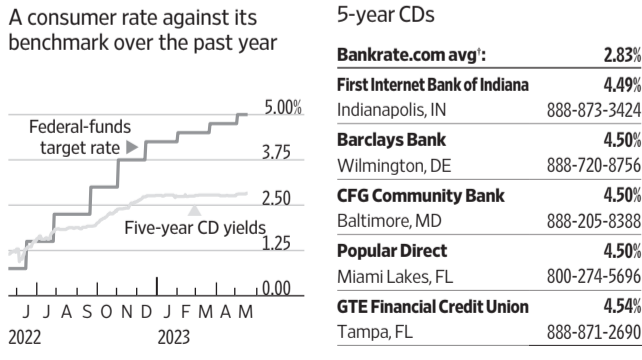 A consumer rate against its
benchmark over the past year
5.00%
Federal-funds
target rate ▶
3.75
2.50
Five-year CD yields
1.25
0.00
J J A S O N D J F M A M
2022 2023
5-year CDs
Bankrate.com avg†: 2.83%
First Internet Bank of Indiana 4.49%
Indianapolis, IN 888-873-3424
Barclays Bank 4.50%
Wilmington, DE 888-720-8756
CFG Community Bank 4.50%
Baltimore, MD 888-205-8388
Popular Direct 4.50%
Miami Lakes, FL 800-274-5696
GTE Financial Credit Union 4.54%
Tampa, FL 888-871-2690